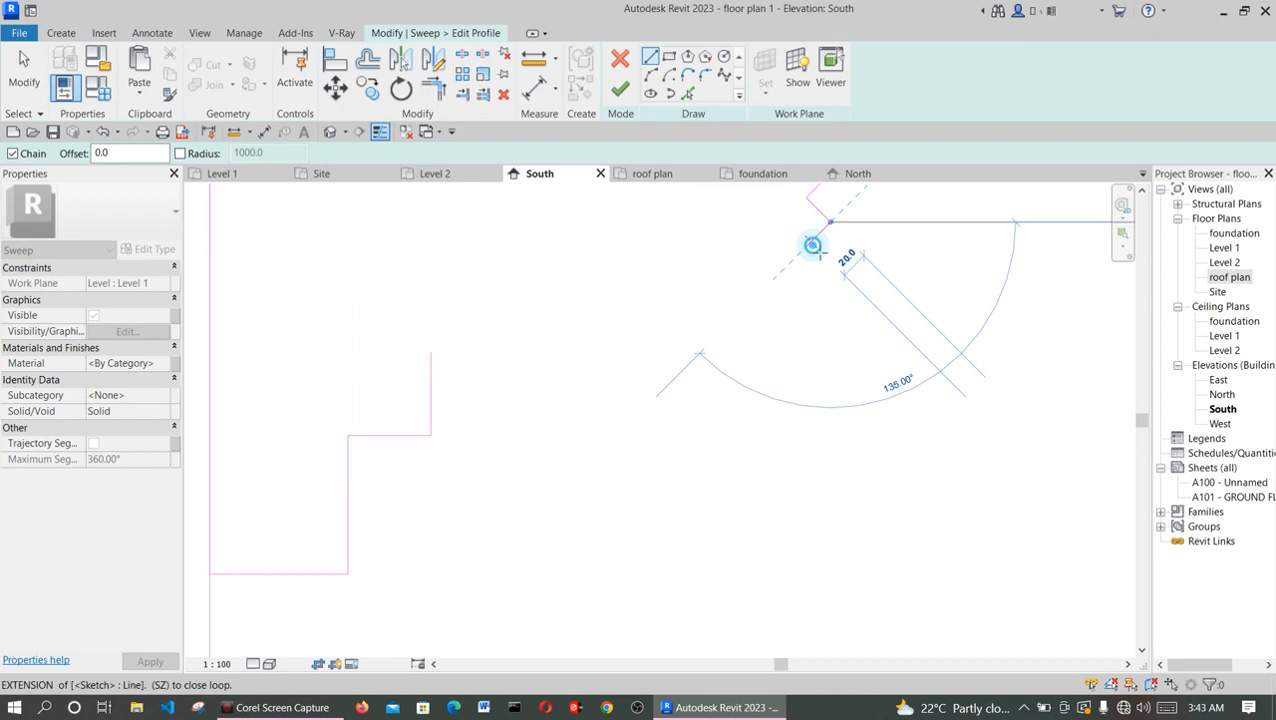 Autodesk Revit 2023 - floor plan 1 - Elevation: South
File Create Insert Annotate View Manage Add-Ins V-Ray Modify | Sweep > Edit Profile
Modify Paste Cut Join Activate Set Show Viewer
Select Properties Clipboard Geometry Controls Modify Measure Create Mode Draw Work Plane
Chain Offset: 0.0 Radius: 1000.0
Properties
Level 1 Site Level 2 South roof plan foundation North
Project Browser - floo...
R
Sweep Edit Type
Constraints
Work Plane Level : Level 1
Graphics
Visible
Visibility/Graphi... Edit...
Materials and Finishes
Material <By Category>
Identity Data
Subcategory <None>
Solid/Void Solid
Other
Trajectory Seg...
Maximum Seg... 360.00°
Properties help Apply
20.0
135.00°
Views (all)
Structural Plans
Floor Plans
foundation
Level 1
Level 2
roof plan
Site
Ceiling Plans
foundation
Level 1
Level 2
Elevations (Building
East
North
South
West
Legends
Schedules/Quantitie
Sheets (all)
A100 - Unnamed
A101 - GROUND FL
Families
Groups
Revit Links
1 : 100
EXTENSION of [<Sketch> : Line]. (SZ) to close loop.
:0
Corel Screen Capture
Autodesk Revit 2023 -...
22°C Partly clo...
3:43 AM